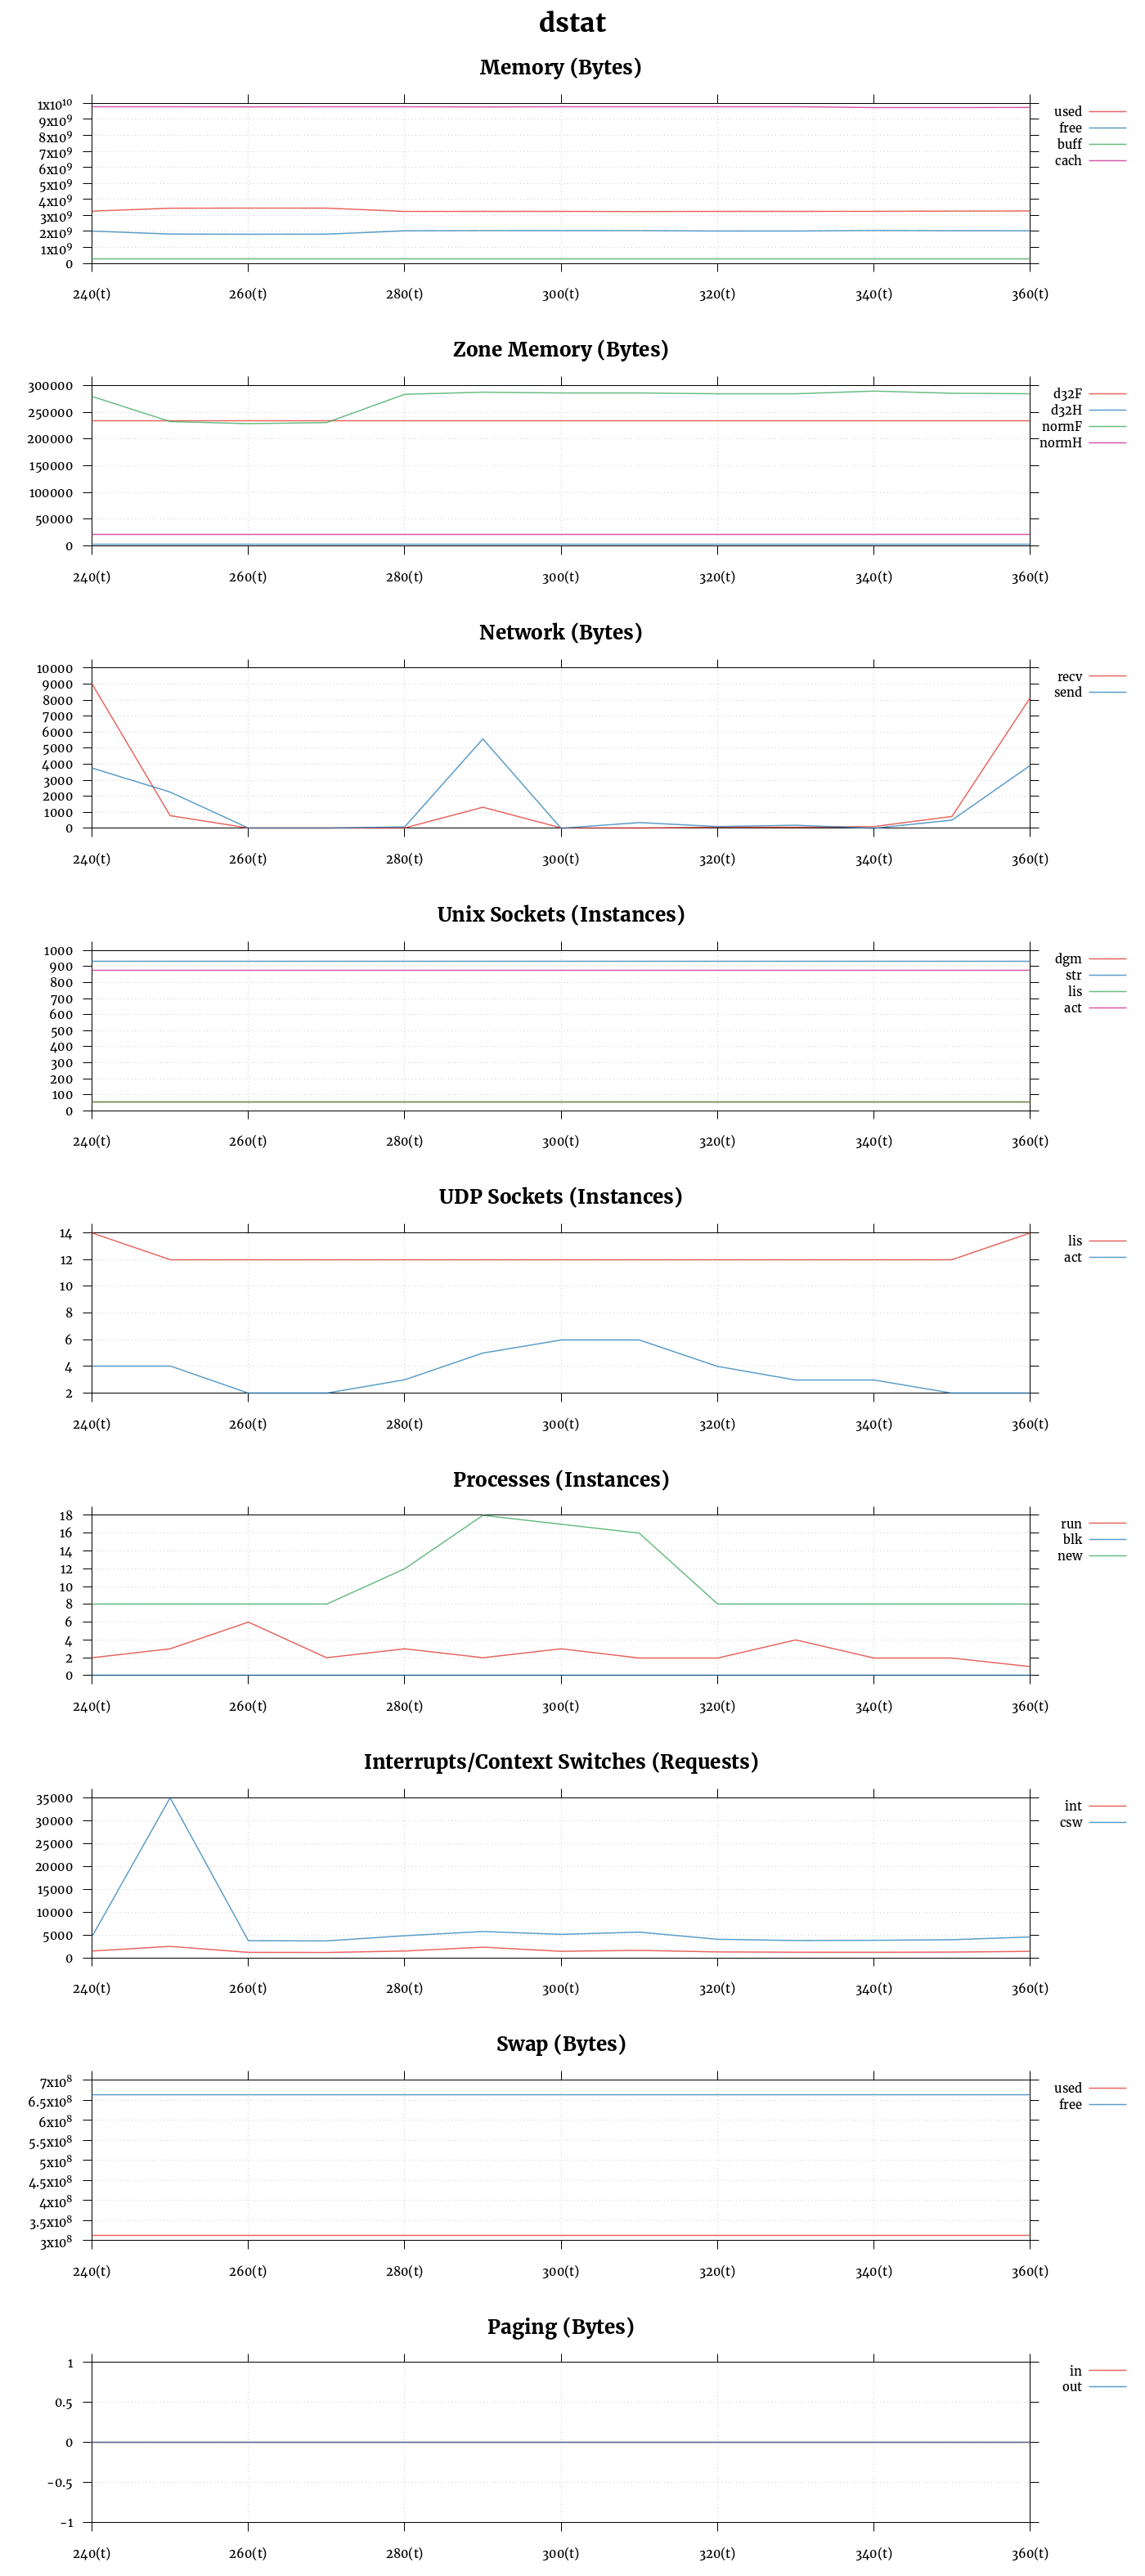 dstat
Memory (Bytes)
1x10¹⁰
9x10⁹
8x10⁹
7x10⁹
6x10⁹
5x10⁹
4x10⁹
3x10⁹
2x10⁹
1x10⁹
0
240(t) 260(t) 280(t) 300(t) 320(t) 340(t) 360(t)
used
free
buff
cach
Zone Memory (Bytes)
300000
250000
200000
150000
100000
50000
0
240(t) 260(t) 280(t) 300(t) 320(t) 340(t) 360(t)
d32F
d32H
normF
normH
Network (Bytes)
10000
9000
8000
7000
6000
5000
4000
3000
2000
1000
0
240(t) 260(t) 280(t) 300(t) 320(t) 340(t) 360(t)
recv
send
Unix Sockets (Instances)
1000
900
800
700
600
500
400
300
200
100
0
240(t) 260(t) 280(t) 300(t) 320(t) 340(t) 360(t)
dgm
str
lis
act
UDP Sockets (Instances)
14
12
10
8
6
4
2
240(t) 260(t) 280(t) 300(t) 320(t) 340(t) 360(t)
lis
act
Processes (Instances)
18
16
14
12
10
8
6
4
2
0
240(t) 260(t) 280(t) 300(t) 320(t) 340(t) 360(t)
run
blk
new
Interrupts/Context Switches (Requests)
35000
30000
25000
20000
15000
10000
5000
0
240(t) 260(t) 280(t) 300(t) 320(t) 340(t) 360(t)
int
csw
Swap (Bytes)
7x10⁸
6.5x10⁸
6x10⁸
5.5x10⁸
5x10⁸
4.5x10⁸
4x10⁸
3.5x10⁸
3x10⁸
240(t) 260(t) 280(t) 300(t) 320(t) 340(t) 360(t)
used
free
Paging (Bytes)
1
0.5
0
-0.5
-1
240(t) 260(t) 280(t) 300(t) 320(t) 340(t) 360(t)
in
out